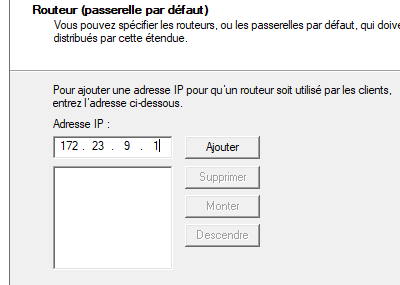 Routeur (passerelle par défaut)
Vous pouvez spécifier les routeurs, ou les passerelles par défaut, qui
distribués par cette étendue.
Pour ajouter une adresse IP pour qu'un routeur soit utilisé par les clients,
entrez l'adresse ci-dessous.
Adresse IP :
172 . 23 . 9 . 1
Ajouter
Supprimer
Monter
Descendre